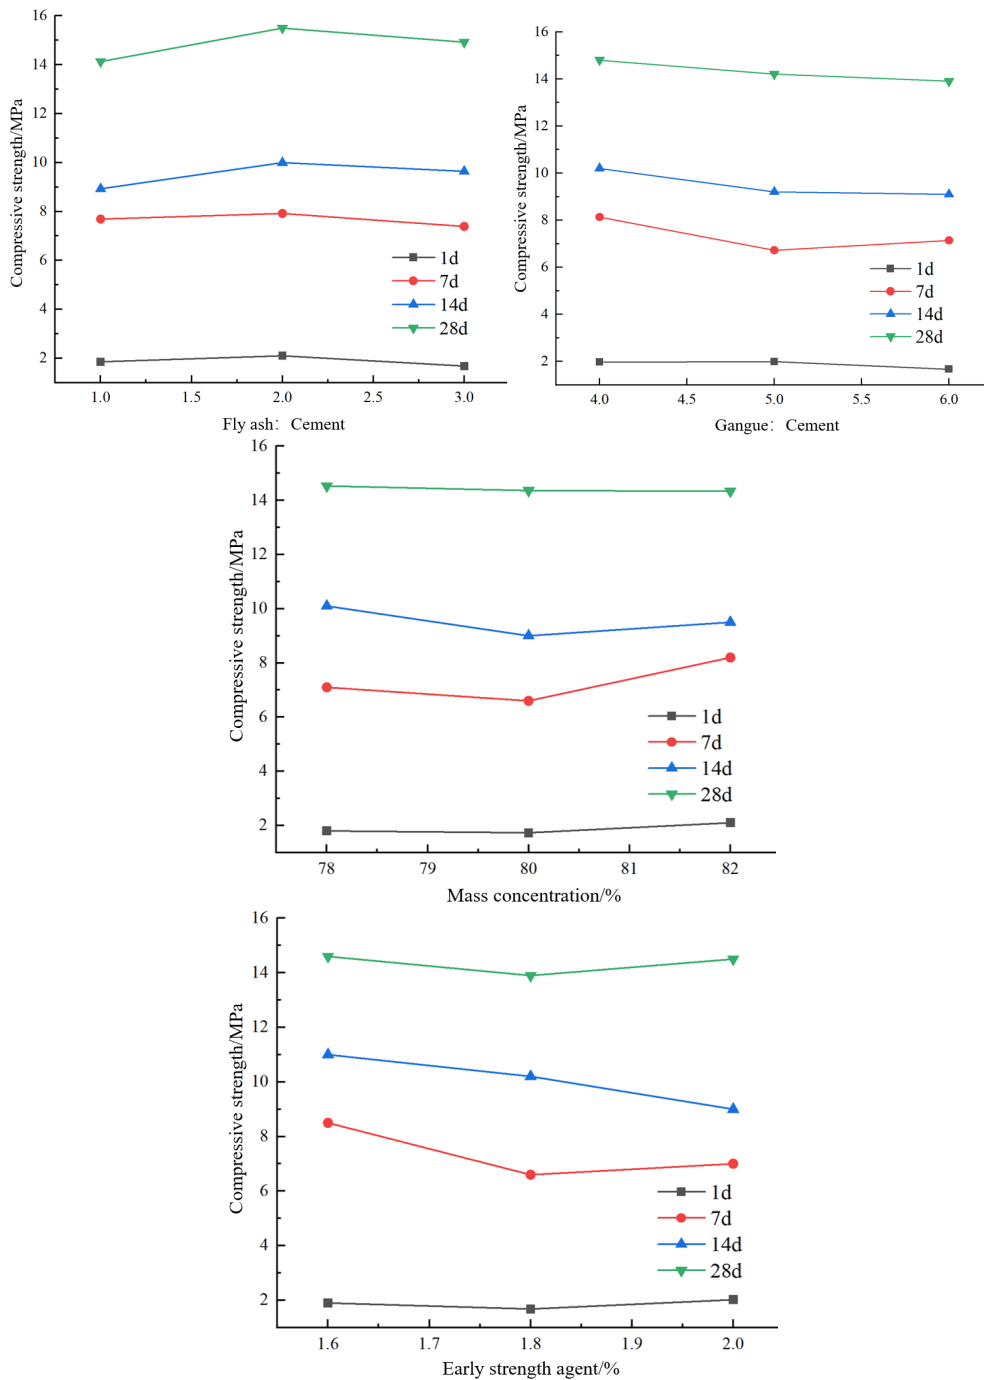 16
14
12
10
8
6
4
2
Compressive strength/MPa
1d
7d
14d
28d
1.0 1.5 2.0 2.5 3.0
Fly ash： Cement
16
14
12
10
8
6
4
2
Compressive strength/MPa
1d
7d
14d
28d
4.0 4.5 5.0 5.5 6.0
Gangue： Cement
16
14
12
10
8
6
4
2
Compressive strength/MPa
1d
7d
14d
28d
78 79 80 81 82
Mass concentration/%
16
14
12
10
8
6
4
2
Compressive strength/MPa
1d
7d
14d
28d
1.6 1.7 1.8 1.9 2.0
Early strength agent/%